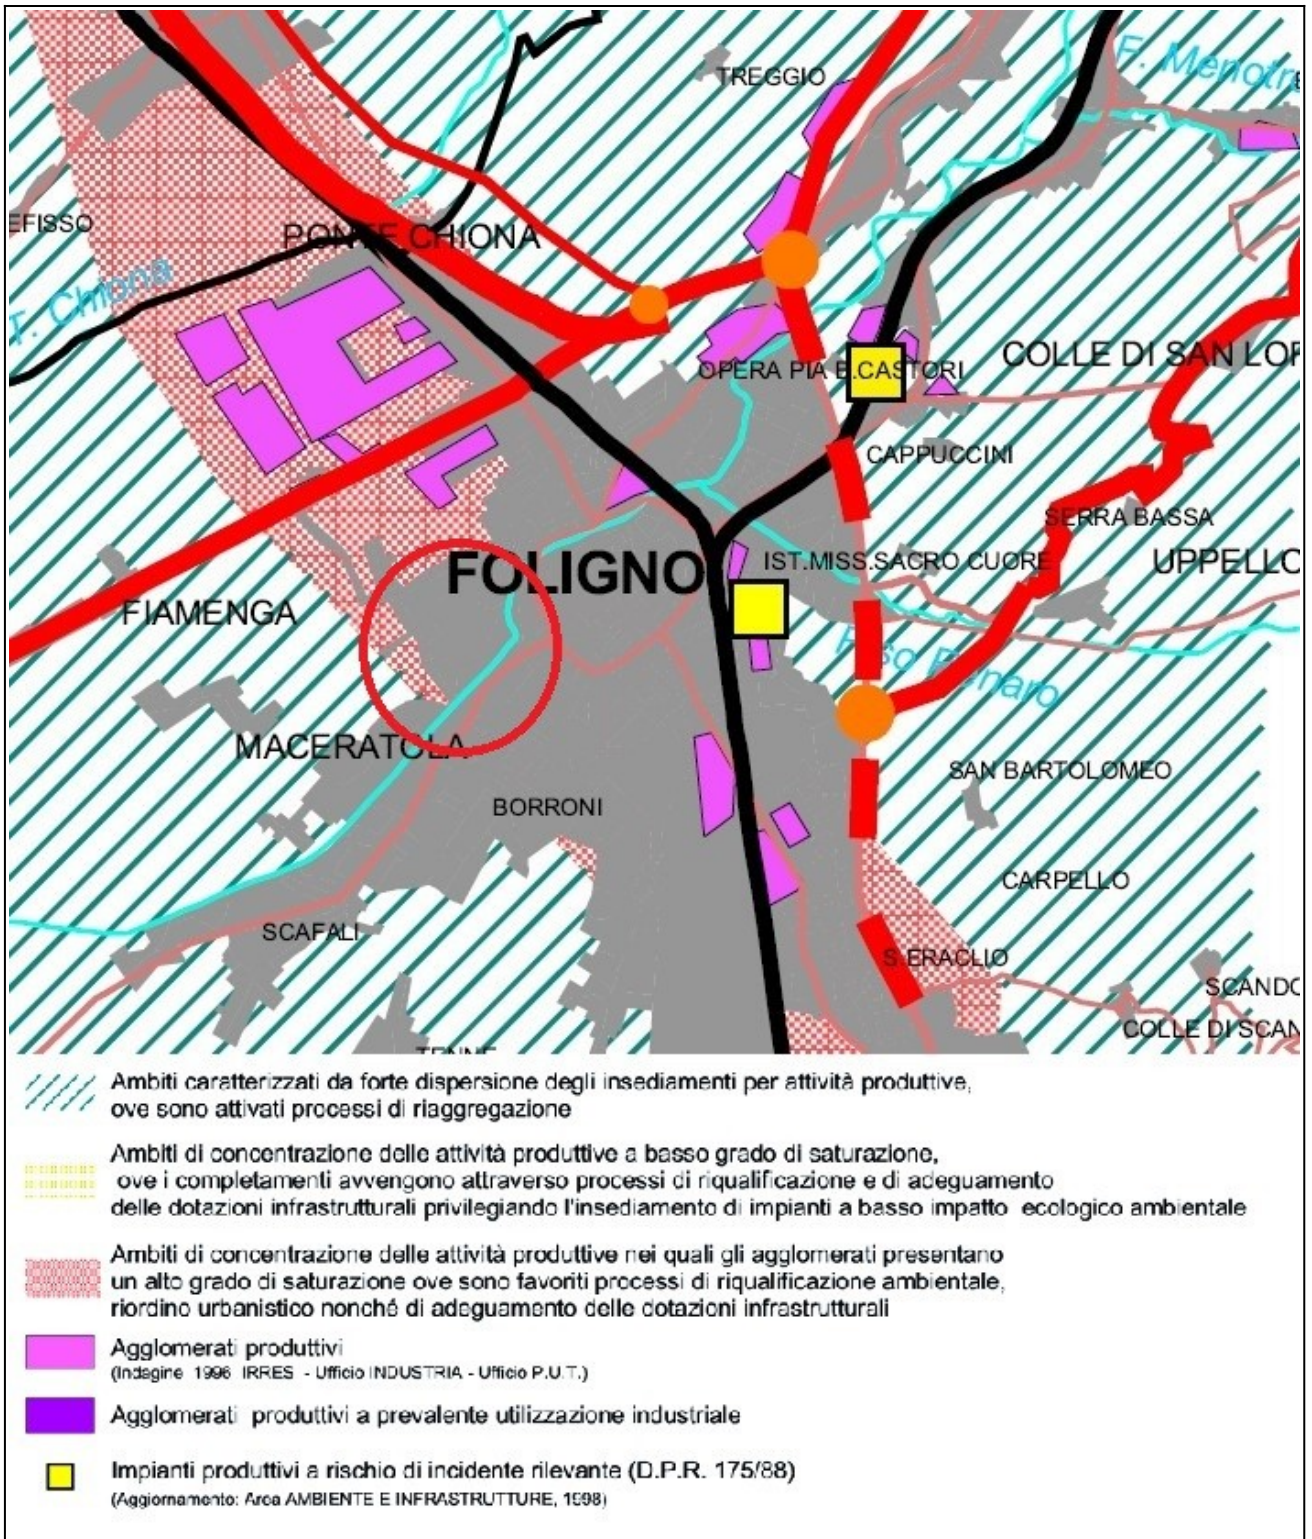 TREGGIO
F. Menotra
EFISSO
PONTE CHIONA
T. Chiona
OPERA PIA B.CASTORI
COLLE DI SAN LOR
CAPPUCCINI
SERRA BASSA
FOLIGNO
IST.MISS.SACRO CUORE
UPPELLO
FIAMENGA
MACERATOLA
SAN BARTOLOMEO
BORRONI
CARPELLO
SCAFALI
S.ERACLIO
SCANDO
COLLE DI SCAN
Ambiti caratterizzati da forte dispersione degli insediamenti per attività produttive,
ove sono attivati processi di riaggregazione
Ambiti di concentrazione delle attività produttive a basso grado di saturazione,
ove i completamenti avvengono attraverso processi di riqualificazione e di adeguamento
delle dotazioni infrastrutturali privilegiando l'insediamento di impianti a basso impatto ecologico ambientale
Ambiti di concentrazione delle attività produttive nei quali gli agglomerati presentano
un alto grado di saturazione ove sono favoriti processi di riqualificazione ambientale,
riordino urbanistico nonché di adeguamento delle dotazioni infrastrutturali
Agglomerati produttivi
(Indagine 1996 IRRES - Ufficio INDUSTRIA - Ufficio P.U.T.)
Agglomerati produttivi a prevalente utilizzazione industriale
Impianti produttivi a rischio di incidente rilevante (D.P.R. 175/88)
(Aggiornamento: Area AMBIENTE E INFRASTRUTTURE, 1998)